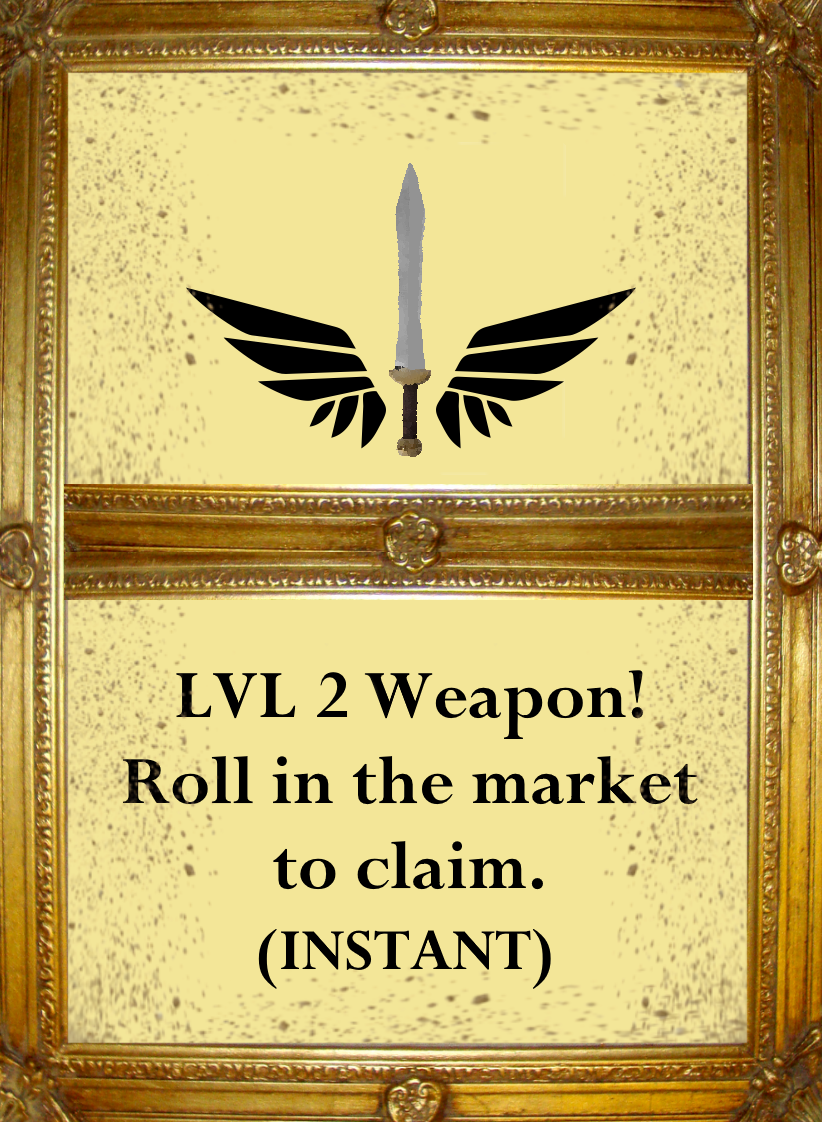 LVL 2 Weapon!
Roll in the market
to claim.
(INSTANT)